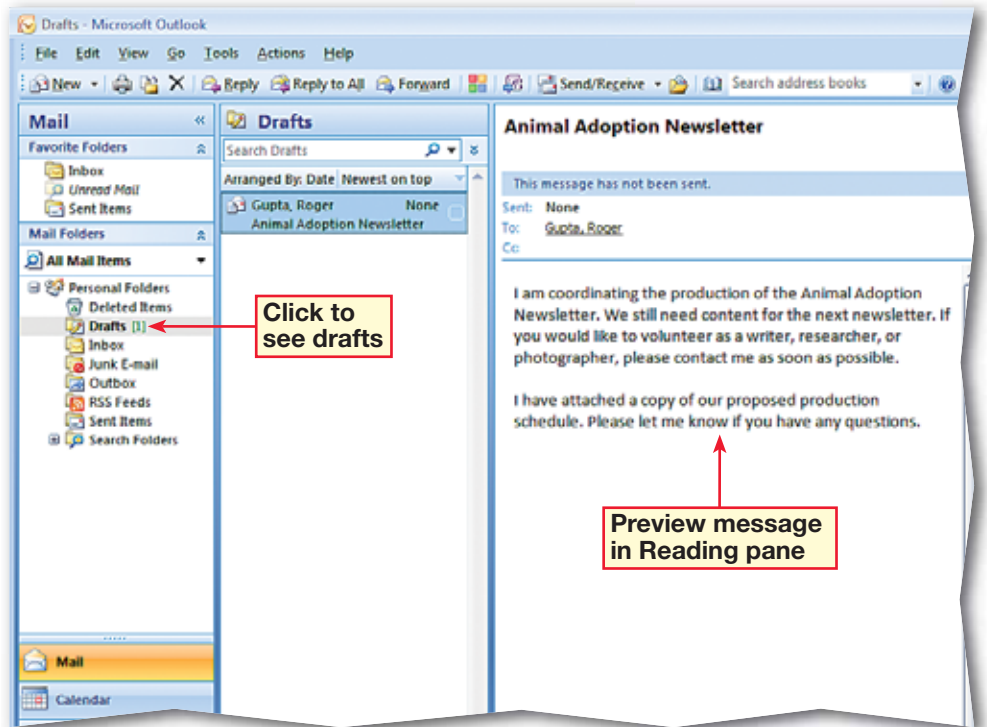 Drafts - Microsoft Outlook
File Edit View Go Tools Actions Help
New Reply Reply to All Forward Send/Receive Search address books
Mail
Favorite Folders
Inbox
Unread Mail
Sent Items
Mail Folders
All Mail Items
Personal Folders
Deleted Items
Drafts [1]
Inbox
Junk E-mail
Outbox
RSS Feeds
Sent Items
Search Folders
Mail
Calendar
Click to
see drafts
Drafts
Search Drafts
Arranged By: Date Newest on top
Gupta, Roger None
Animal Adoption Newsletter
Animal Adoption Newsletter
This message has not been sent.
Sent: None
To: Gupta, Roger
Cc:
I am coordinating the production of the Animal Adoption
Newsletter. We still need content for the next newsletter. If
you would like to volunteer as a writer, researcher, or
photographer, please contact me as soon as possible.
I have attached a copy of our proposed production
schedule. Please let me know if you have any questions.
Preview message
in Reading pane